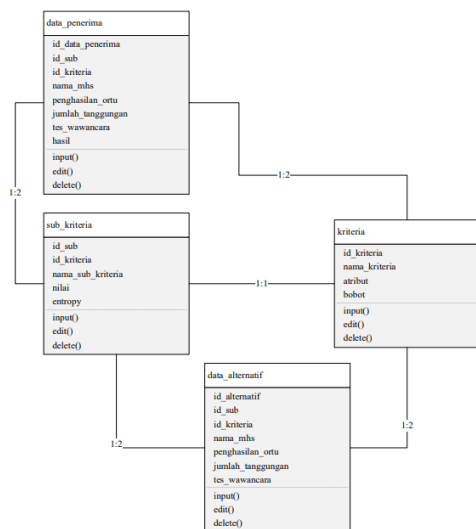 data_penerima
id_data_penerima
id_sub
id_kriteria
nama_mhs
penghasilan_ortu
jumlah_tanggungan
tes_wawancara
hasil
input()
edit()
delete()
1:2
1:2
sub_kriteria
id_sub
id_kriteria
nama_sub_kriteria
nilai
entropy
input()
edit()
delete()
1:1
kriteria
id_kriteria
nama_kriteria
atribut
bobot
input()
edit()
delete()
data_alternatif
id_alternatif
id_sub
id_kriteria
nama_mhs
penghasilan_ortu
jumlah_tanggungan
tes_wawancara
input()
edit()
delete()
1:2
1:2